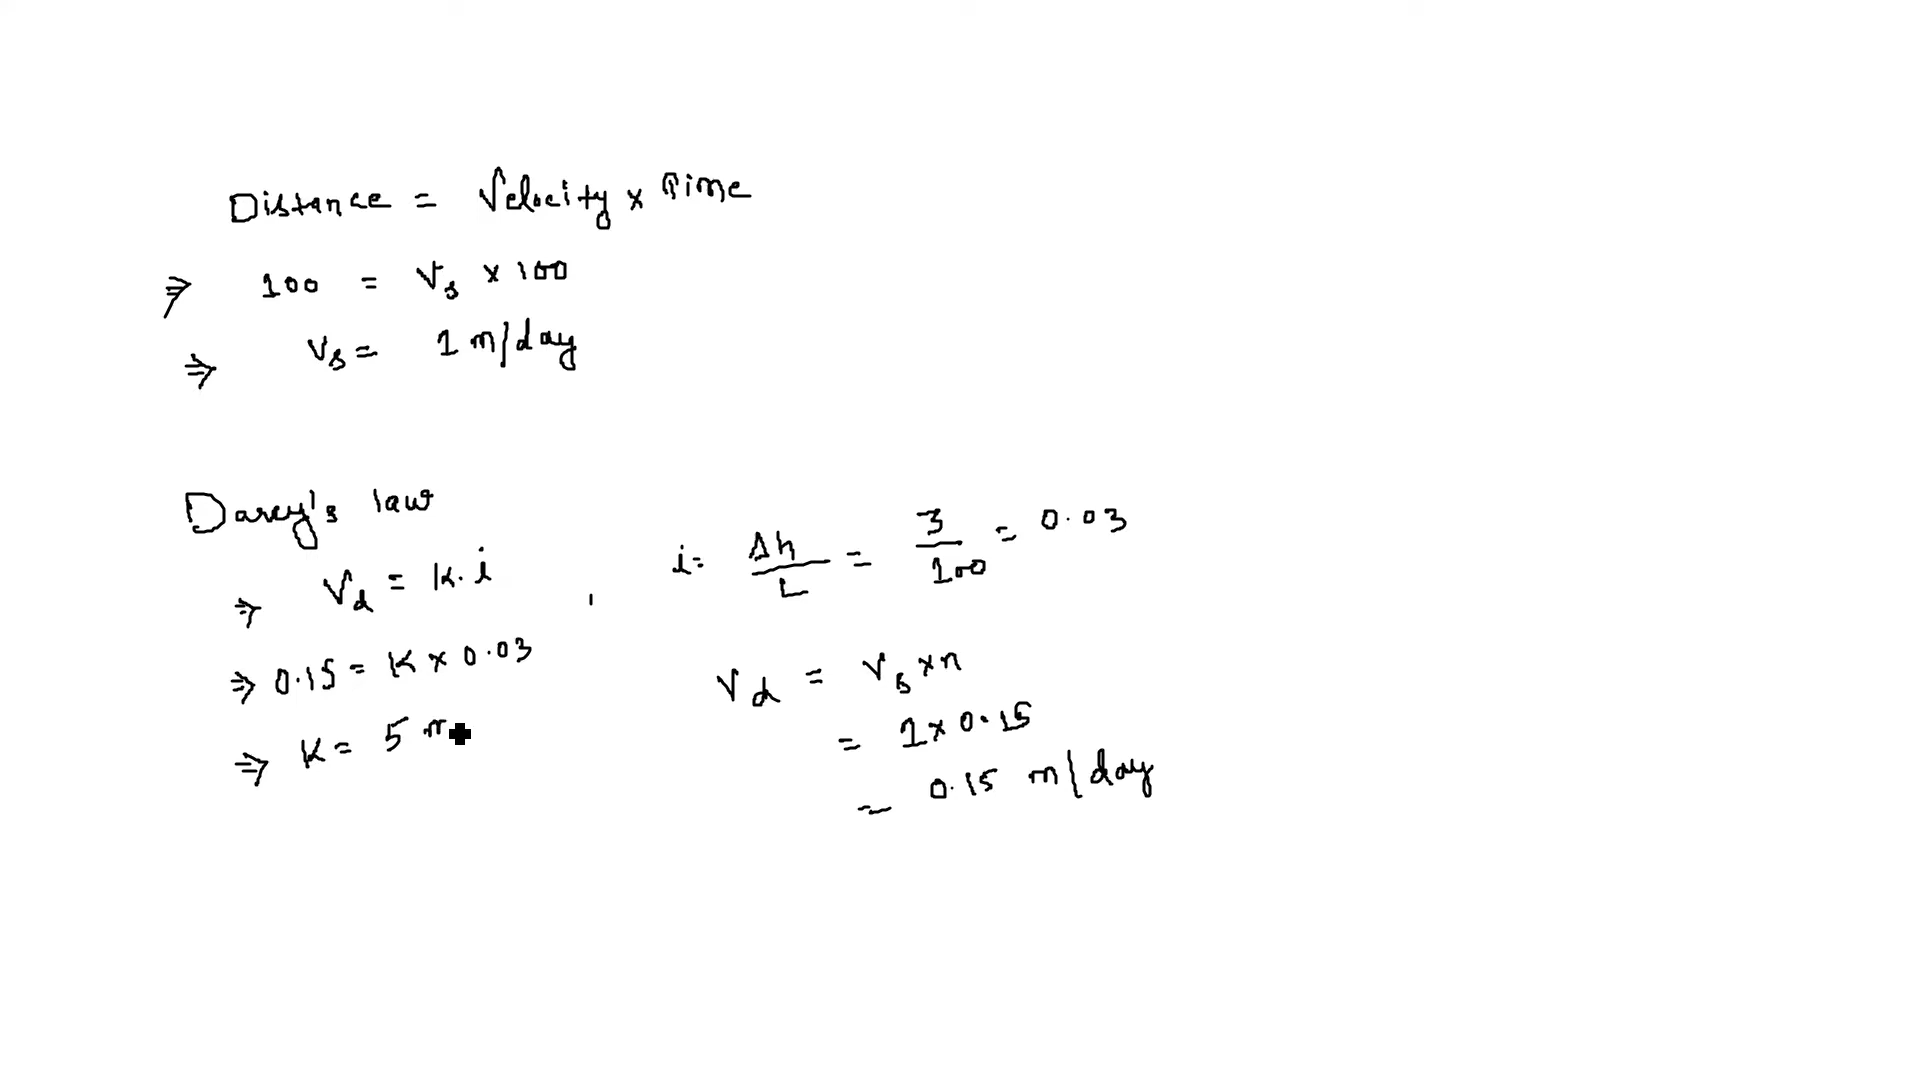 Distance = Velocity × Time
⇒ 100 = Vs × 100
⇒ Vs = 1 m/day
Darcy's law
⇒ Vd = K. i ,
⇒ 0.15 = K × 0.03
⇒ K = 5 m
i = Δh/L = 3/100 = 0.03
Vd = Vs × n
= 1 × 0.15
= 0.15 m/day